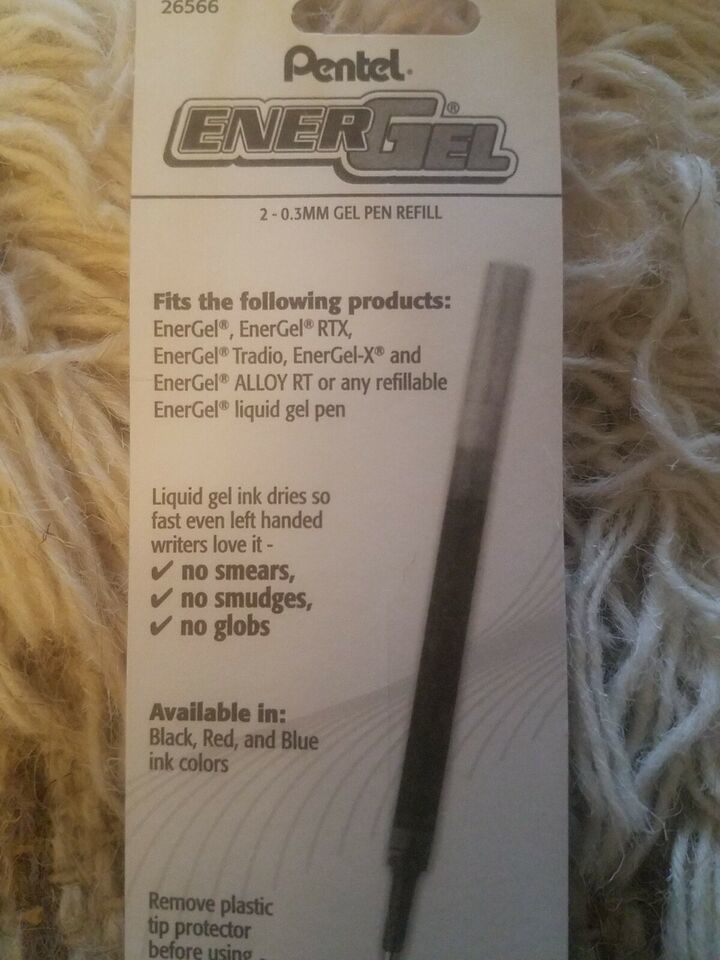 26566
Pentel®
ENERGEL®
2 - 0.3MM GEL PEN REFILL
Fits the following products:
EnerGel®, EnerGel® RTX,
EnerGel® Tradio, EnerGel-X® and
EnerGel® ALLOY RT or any refillable
EnerGel® liquid gel pen
Liquid gel ink dries so
fast even left handed
writers love it -
✔ no smears,
✔ no smudges,
✔ no globs
Available in:
Black, Red, and Blue
ink colors
Remove plastic
tip protector
before using